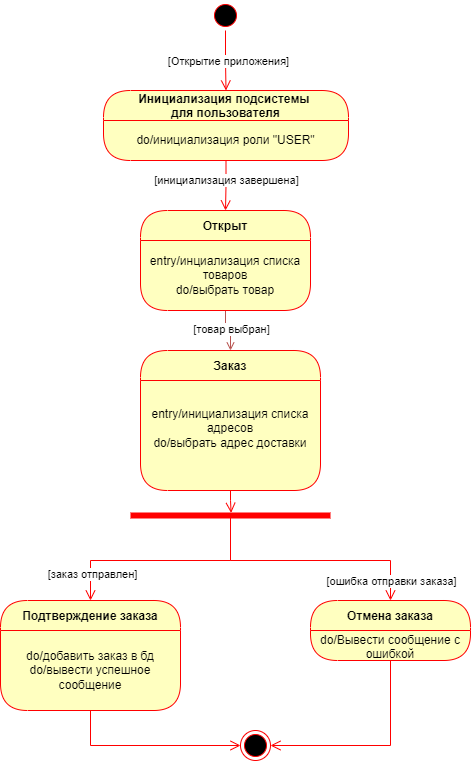 [Открытие приложения]
Инициализация подсистемы
для пользователя
do/инициализация роли "USER"
[инициализация завершена]
Открыт
entry/инциализация списка
товаров
do/выбрать товар
[товар выбран]
Заказ
entry/инициализация списка
адресов
do/выбрать адрес доставки
[заказ отправлен]
[ошибка отправки заказа]
Подтверждение заказа
do/добавить заказ в бд
do/вывести успешное
сообщение
Отмена заказа
do/Вывести сообщение с
ошибкой